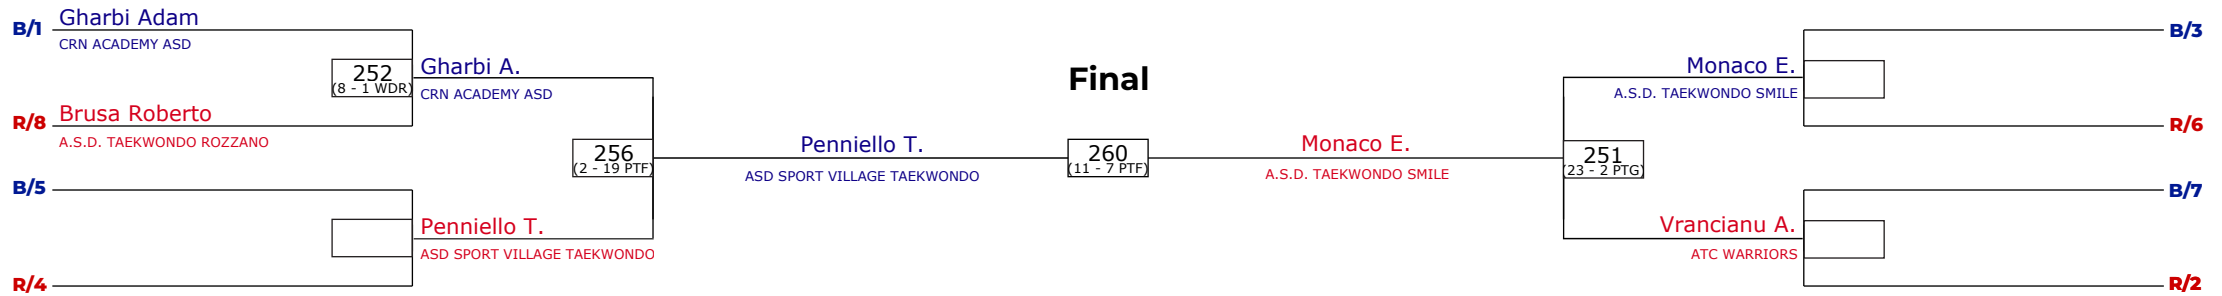 B/1
Gharbi Adam
CRN ACADEMY ASD
252
(8 - 1 WDR)
R/8
Brusa Roberto
A.S.D. TAEKWONDO ROZZANO
Gharbi A.
CRN ACADEMY ASD
256
(2 - 19 PTF)
B/5
R/4
Penniello T.
ASD SPORT VILLAGE TAEKWONDO
Penniello T.
ASD SPORT VILLAGE TAEKWONDO
Final
260
(11 - 7 PTF)
Monaco E.
A.S.D. TAEKWONDO SMILE
251
(23 - 2 PTG)
Monaco E.
A.S.D. TAEKWONDO SMILE
B/3
R/6
Vrancianu A.
ATC WARRIORS
B/7
R/2